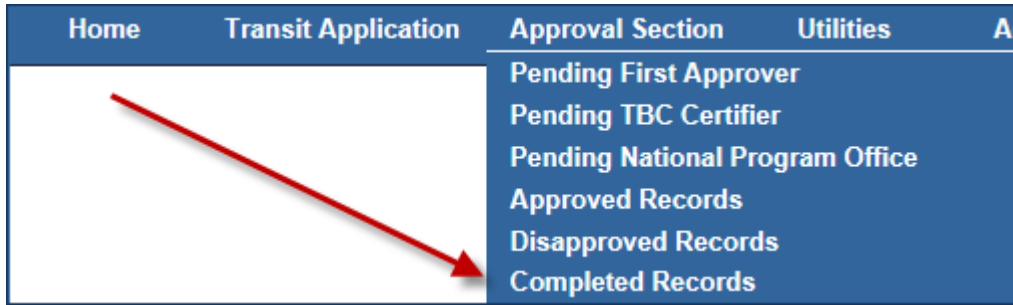 Home Transit Application Approval Section Utilities A
Pending First Approver
Pending TBC Certifier
Pending National Program Office
Approved Records
Disapproved Records
Completed Records